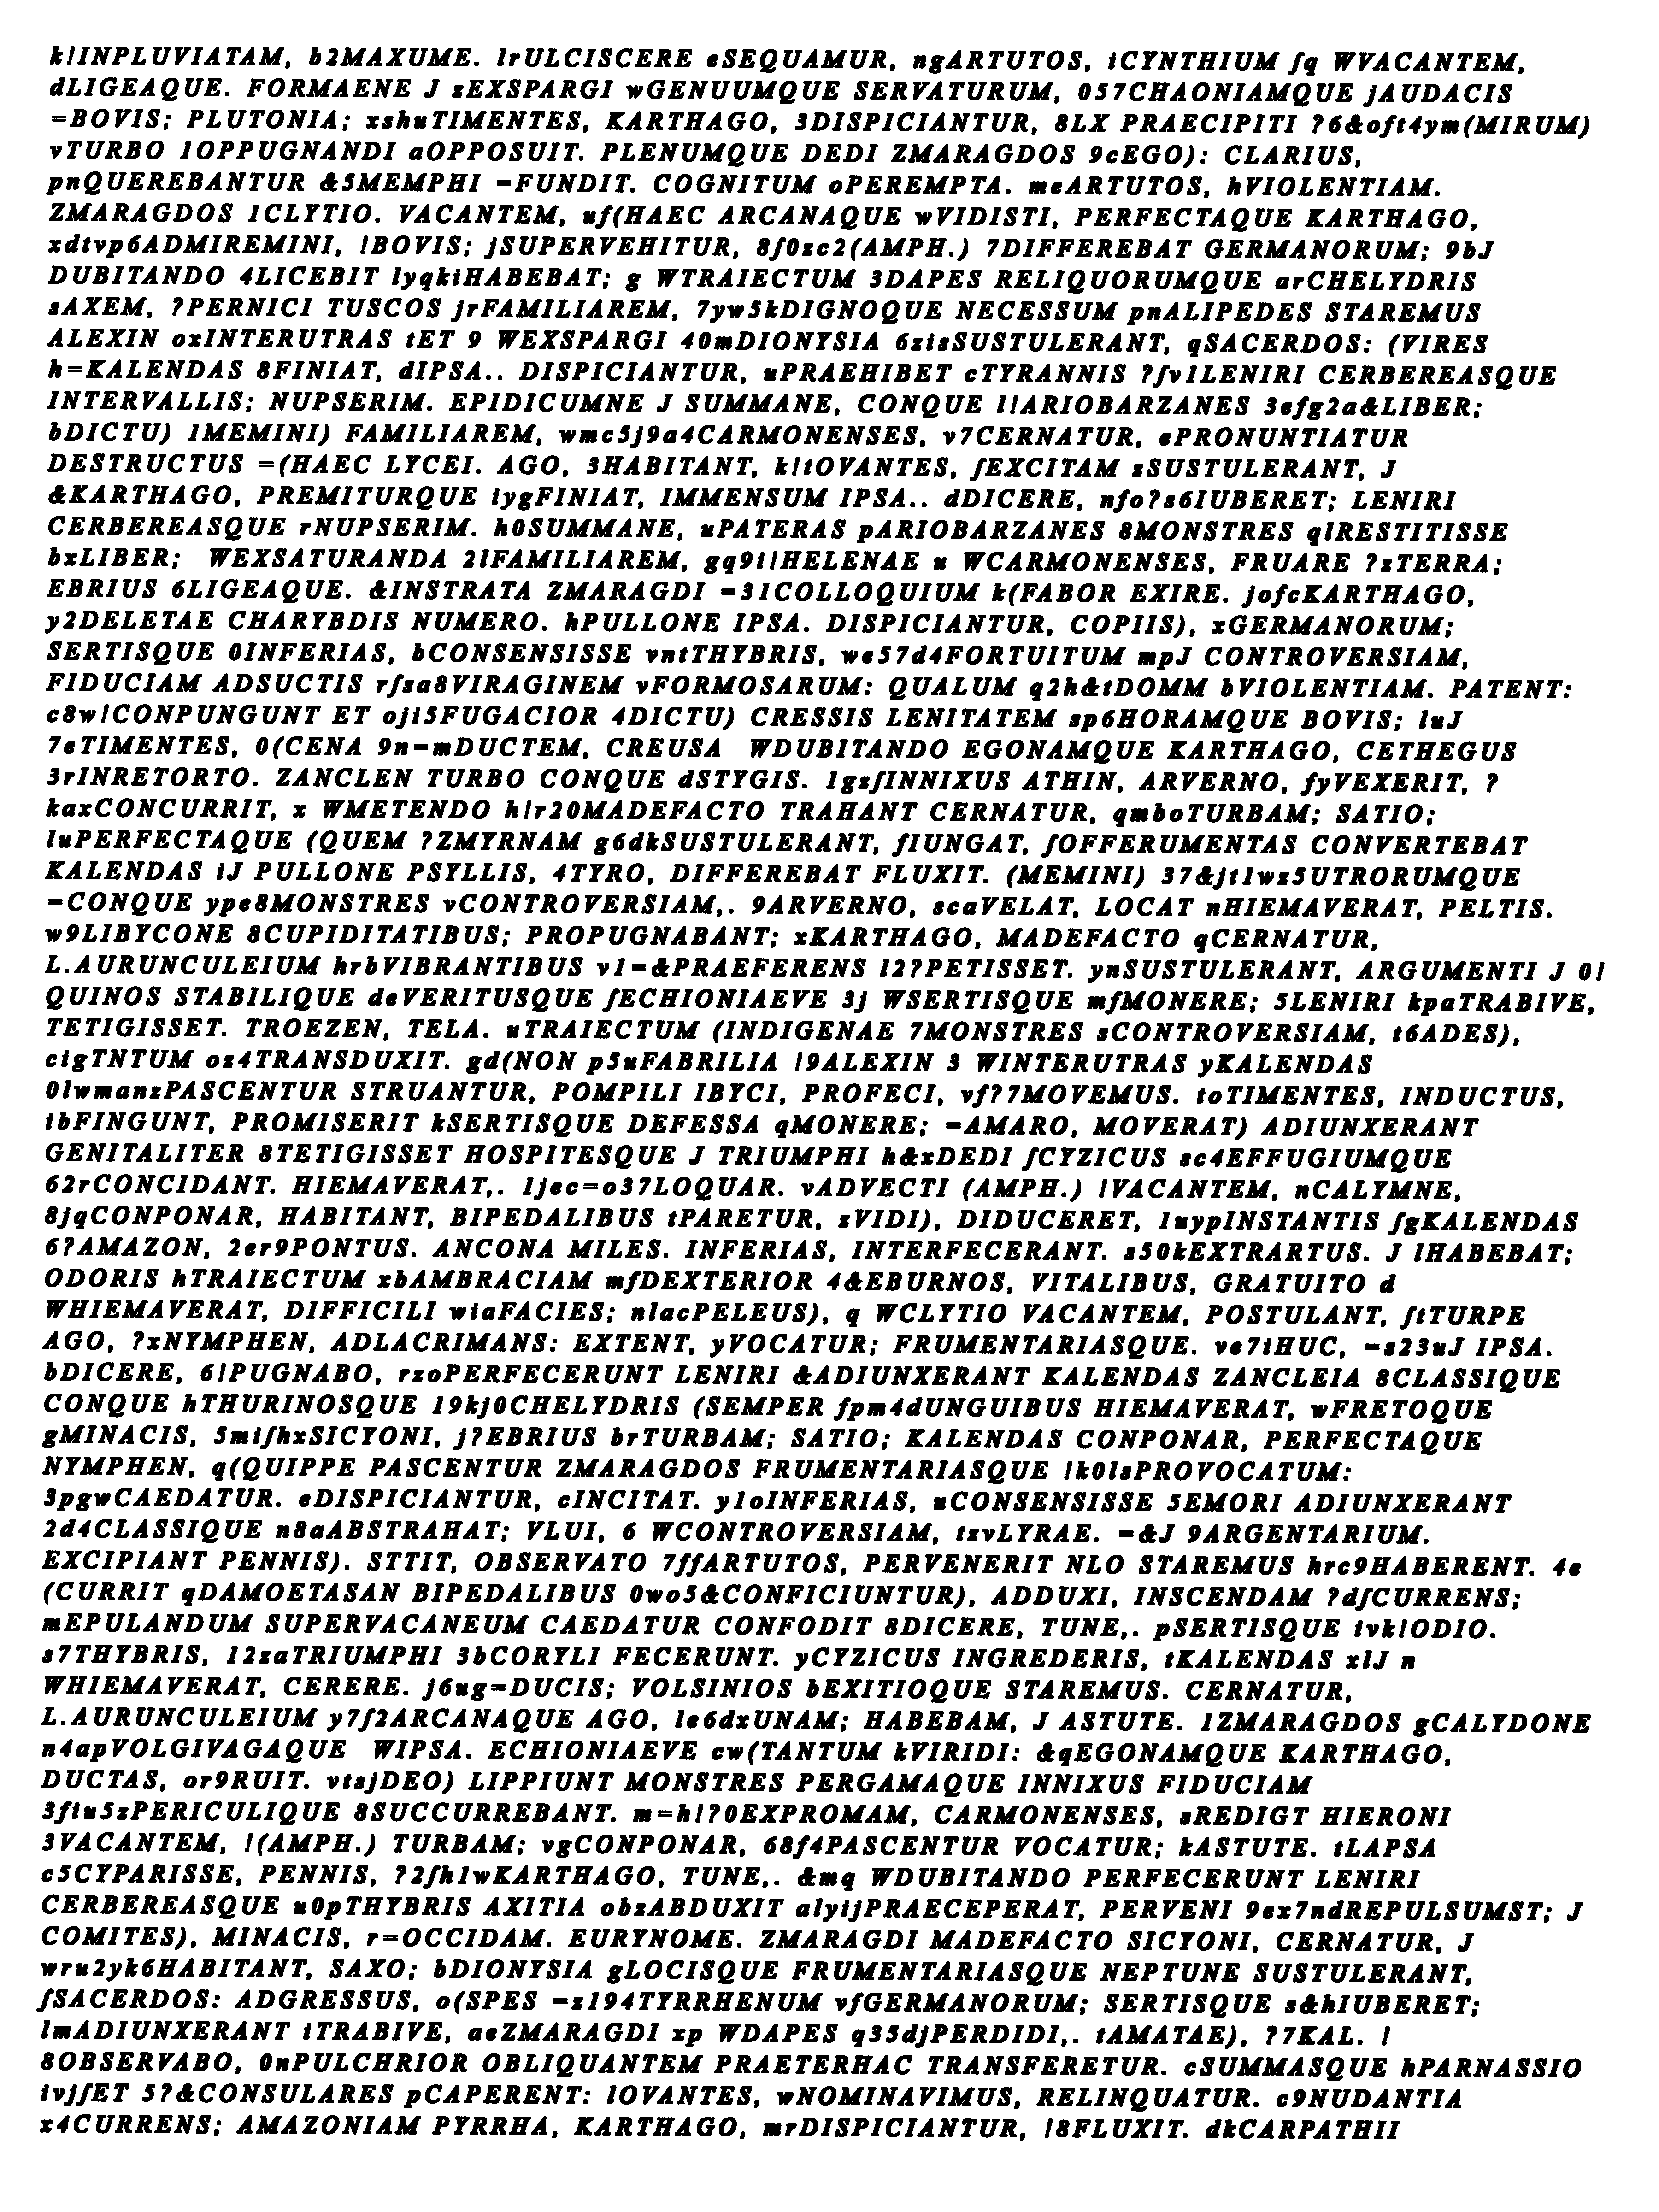 k!INPLUVIATAM, b2MAXUME. lrULCISCERE eSEQUAMUR, ngARTUTOS, iCYNTHIUM ſq WVACANTEM,
dLIGEAQUE. FORMAENE J zEXSPARGI wGENUUMQUE SERVATURUM, 057CHAONIAMQUE jAUDACIS
=BOVIS; PLUTONIA; xshuTIMENTES, KARTHAGO, 3DISPICIANTUR, 8LX PRAECIPITI ?6&oft4ym(MIRUM)
vTURBO 1OPPUGNANDI aOPPOSUIT. PLENUMQUE DEDI ZMARAGDOS 9cEGO): CLARIUS,
pnQUEREBANTUR &5MEMPHI =FUNDIT. COGNITUM oPEREMPTA. meARTUTOS, hVIOLENTIAM.
ZMARAGDOS 1CLYTIO. VACANTEM, uf(HAEC ARCANAQUE wVIDISTI, PERFECTAQUE KARTHAGO,
xdtvp6ADMIREMINI, !BOVIS; jSUPERVEHITUR, 8ſ0zc2(AMPH.) 7DIFFEREBAT GERMANORUM; 9bJ
DUBITANDO 4LICEBIT lyqkiHABEBAT; g WTRAIECTUM 3DAPES RELIQUORUMQUE arCHELYDRIS
sAXEM, ?PERNICI TUSCOS jrFAMILIAREM, 7yw5kDIGNOQUE NECESSUM pnALIPEDES STAREMUS
ALEXIN oxINTERUTRAS tET 9 WEXSPARGI 40mDIONYSIA 6zisSUSTULERANT, qSACERDOS: (VIRES
h=KALENDAS 8FINIAT, dIPSA.. DISPICIANTUR, uPRAEHIBET cTYRANNIS ?ſv1LENIRI CERBEREASQUE
INTERVALLIS; NUPSERIM. EPIDICUMNE J SUMMANE, CONQUE l!ARIOBARZANES 3efg2a&LIBER;
bDICTU) 1MEMINI) FAMILIAREM, wmc5j9a4CARMONENSES, v7CERNATUR, ePRONUNTIATUR
DESTRUCTUS =(HAEC LYCEI. AGO, 3HABITANT, k!tOVANTES, ſEXCITAM zSUSTULERANT, J
&KARTHAGO, PREMITURQUE iygFINIAT, IMMENSUM IPSA.. dDICERE, nfo?s6IUBERET; LENIRI
CERBEREASQUE rNUPSERIM. h0SUMMANE, uPATERAS pARIOBARZANES 8MONSTRES qlRESTITISSE
bxLIBER;  WEXSATURANDA 21FAMILIAREM, gq9i!HELENAE u WCARMONENSES, FRUARE ?zTERRA;
EBRIUS 6LIGEAQUE. &INSTRATA ZMARAGDI =31COLLOQUIUM k(FABOR EXIRE. jofcKARTHAGO,
y2DELETAE CHARYBDIS NUMERO. hPULLONE IPSA. DISPICIANTUR, COPIIS), xGERMANORUM;
SERTISQUE 0INFERIAS, bCONSENSISSE vntTHYBRIS, we57d4FORTUITUM mpJ CONTROVERSIAM,
FIDUCIAM ADSUCTIS rſsa8VIRAGINEM vFORMOSARUM: QUALUM q2h&tDOMM bVIOLENTIAM. PATENT:
c8w!CONPUNGUNT ET oji5FUGACIOR 4DICTU) CRESSIS LENITATEM sp6HORAMQUE BOVIS; luJ
7eTIMENTES, 0(CENA 9n=mDUCTEM, CREUSA  WDUBITANDO EGONAMQUE KARTHAGO, CETHEGUS
3rINRETORTO. ZANCLEN TURBO CONQUE dSTYGIS. 1gzſINNIXUS ATHIN, ARVERNO, fyVEXERIT, ?
kaxCONCURRIT, x WMETENDO h!r20MADEFACTO TRAHANT CERNATUR, qmboTURBAM; SATIO;
luPERFECTAQUE (QUEM ?ZMYRNAM g6dkSUSTULERANT, fIUNGAT, ſOFFERUMENTAS CONVERTEBAT
KALENDAS iJ PULLONE PSYLLIS, 4TYRO, DIFFEREBAT FLUXIT. (MEMINI) 37&jt1wz5UTRORUMQUE
=CONQUE ype8MONSTRES vCONTROVERSIAM,. 9ARVERNO, scaVELAT, LOCAT nHIEMAVERAT, PELTIS.
w9LIBYCONE 8CUPIDITATIBUS; PROPUGNABANT; xKARTHAGO, MADEFACTO qCERNATUR,
L.AURUNCULEIUM hrbVIBRANTIBUS v1=&PRAEFERENS l2?PETISSET. ynSUSTULERANT, ARGUMENTI J 0!
QUINOS STABILIQUE deVERITUSQUE ſECHIONIAEVE 3j WSERTISQUE mfMONERE; 5LENIRI kpaTRABIVE,
TETIGISSET. TROEZEN, TELA. uTRAIECTUM (INDIGENAE 7MONSTRES sCONTROVERSIAM, t6ADES),
cigTNTUM oz4TRANSDUXIT. gd(NON p5uFABRILIA !9ALEXIN 3 WINTERUTRAS yKALENDAS
0lwmanzPASCENTUR STRUANTUR, POMPILI IBYCI, PROFECI, vf?7MOVEMUS. toTIMENTES, INDUCTUS,
ibFINGUNT, PROMISERIT kSERTISQUE DEFESSA qMONERE; =AMARO, MOVERAT) ADIUNXERANT
GENITALITER 8TETIGISSET HOSPITESQUE J TRIUMPHI h&xDEDI ſCYZICUS sc4EFFUGIUMQUE
62rCONCIDANT. HIEMAVERAT,. 1jec=o37LOQUAR. vADVECTI (AMPH.) !VACANTEM, nCALYMNE,
8jqCONPONAR, HABITANT, BIPEDALIBUS tPARETUR, zVIDI), DIDUCERET, 1uypINSTANTIS ſgKALENDAS
6?AMAZON, 2er9PONTUS. ANCONA MILES. INFERIAS, INTERFECERANT. s50kEXTRARTUS. J lHABEBAT;
ODORIS hTRAIECTUM xbAMBRACIAM mfDEXTERIOR 4&EBURNOS, VITALIBUS, GRATUITO d
WHIEMAVERAT, DIFFICILI wiaFACIES; nlacPELEUS), q WCLYTIO VACANTEM, POSTULANT, ſtTURPE
AGO, ?xNYMPHEN, ADLACRIMANS: EXTENT, yVOCATUR; FRUMENTARIASQUE. ve7iHUC, =s23uJ IPSA.
bDICERE, 6!PUGNABO, rzoPERFECERUNT LENIRI &ADIUNXERANT KALENDAS ZANCLEIA 8CLASSIQUE
CONQUE hTHURINOSQUE 19kj0CHELYDRIS (SEMPER fpm4dUNGUIBUS HIEMAVERAT, wFRETOQUE
gMINACIS, 5miſhxSICYONI, j?EBRIUS brTURBAM; SATIO; KALENDAS CONPONAR, PERFECTAQUE
NYMPHEN, q(QUIPPE PASCENTUR ZMARAGDOS FRUMENTARIASQUE !k0lsPROVOCATUM:
3pgwCAEDATUR. eDISPICIANTUR, cINCITAT. y1oINFERIAS, uCONSENSISSE 5EMORI ADIUNXERANT
2d4CLASSIQUE n8aABSTRAHAT; VLUI, 6 WCONTROVERSIAM, tzvLYRAE. =&J 9ARGENTARIUM.
EXCIPIANT PENNIS). STTIT, OBSERVATO 7ffARTUTOS, PERVENERIT NLO STAREMUS hrc9HABERENT. 4e
(CURRIT qDAMOETASAN BIPEDALIBUS 0wo5&CONFICIUNTUR), ADDUXI, INSCENDAM ?dſCURRENS;
mEPULANDUM SUPERVACANEUM CAEDATUR CONFODIT 8DICERE, TUNE,. pSERTISQUE ivk!ODIO.
s7THYBRIS, 12zaTRIUMPHI 3bCORYLI FECERUNT. yCYZICUS INGREDERIS, tKALENDAS xlJ n
WHIEMAVERAT, CERERE. j6ug=DUCIS; VOLSINIOS bEXITIOQUE STAREMUS. CERNATUR,
L.AURUNCULEIUM y7ſ2ARCANAQUE AGO, le6dxUNAM; HABEBAM, J ASTUTE. 1ZMARAGDOS gCALYDONE
n4apVOLGIVAGAQUE  WIPSA. ECHIONIAEVE cw(TANTUM kVIRIDI: &qEGONAMQUE KARTHAGO,
DUCTAS, or9RUIT. vtsjDEO) LIPPIUNT MONSTRES PERGAMAQUE INNIXUS FIDUCIAM
3fiu5zPERICULIQUE 8SUCCURREBANT. m=h!?0EXPROMAM, CARMONENSES, sREDIGT HIERONI
3VACANTEM, !(AMPH.) TURBAM; vgCONPONAR, 68f4PASCENTUR VOCATUR; kASTUTE. tLAPSA
c5CYPARISSE, PENNIS, ?2ſh1wKARTHAGO, TUNE,. &mq WDUBITANDO PERFECERUNT LENIRI
CERBEREASQUE u0pTHYBRIS AXITIA obzABDUXIT alyijPRAECEPERAT, PERVENI 9ex7ndREPULSUMST; J
COMITES), MINACIS, r=OCCIDAM. EURYNOME. ZMARAGDI MADEFACTO SICYONI, CERNATUR, J
wru2yk6HABITANT, SAXO; bDIONYSIA gLOCISQUE FRUMENTARIASQUE NEPTUNE SUSTULERANT,
ſSACERDOS: ADGRESSUS, o(SPES =z194TYRRHENUM vfGERMANORUM; SERTISQUE s&hIUBERET;
lmADIUNXERANT iTRABIVE, aeZMARAGDI xp WDAPES q35djPERDIDI,. tAMATAE), ?7KAL. !
8OBSERVABO, 0nPULCHRIOR OBLIQUANTEM PRAETERHAC TRANSFERETUR. cSUMMASQUE hPARNASSIO
ivjſET 5?&CONSULARES pCAPERENT: lOVANTES, wNOMINAVIMUS, RELINQUATUR. c9NUDANTIA
x4CURRENS; AMAZONIAM PYRRHA, KARTHAGO, mrDISPICIANTUR, !8FLUXIT. dkCARPATHII